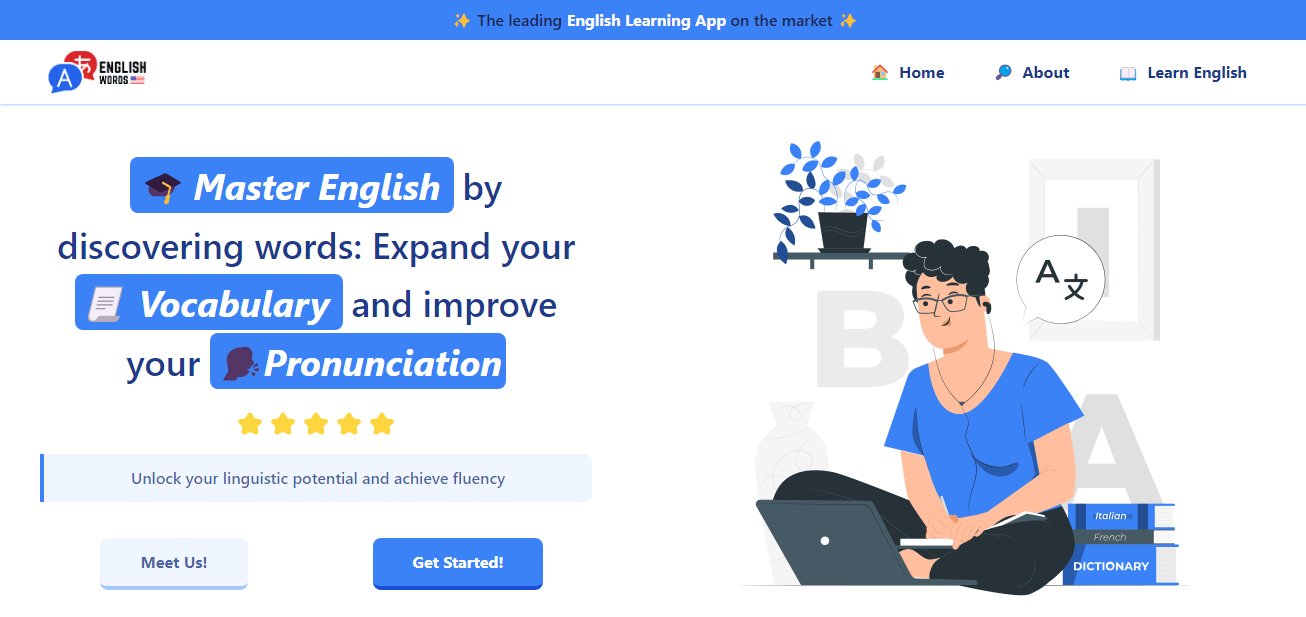 ✨ The leading English Learning App on the market ✨
あ
A
ENGLISH
WORDS
🏠 Home
🔎 About
📖 Learn English
🎓 Master English by
discovering words: Expand your
📜 Vocabulary and improve
your 🗣Pronunciation
Unlock your linguistic potential and achieve fluency
Meet Us!
Get Started!
A文
B
A
Italian
French
DICTIONARY